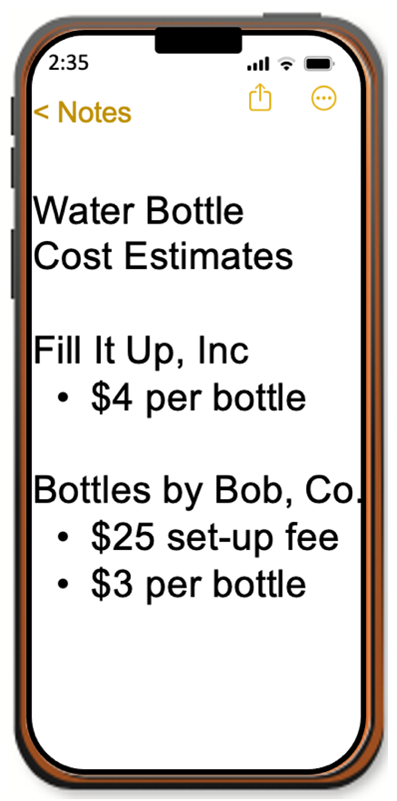 2:35
< Notes
Water Bottle
Cost Estimates
Fill It Up, Inc
• $4 per bottle
Bottles by Bob, Co.
• $25 set-up fee
• $3 per bottle